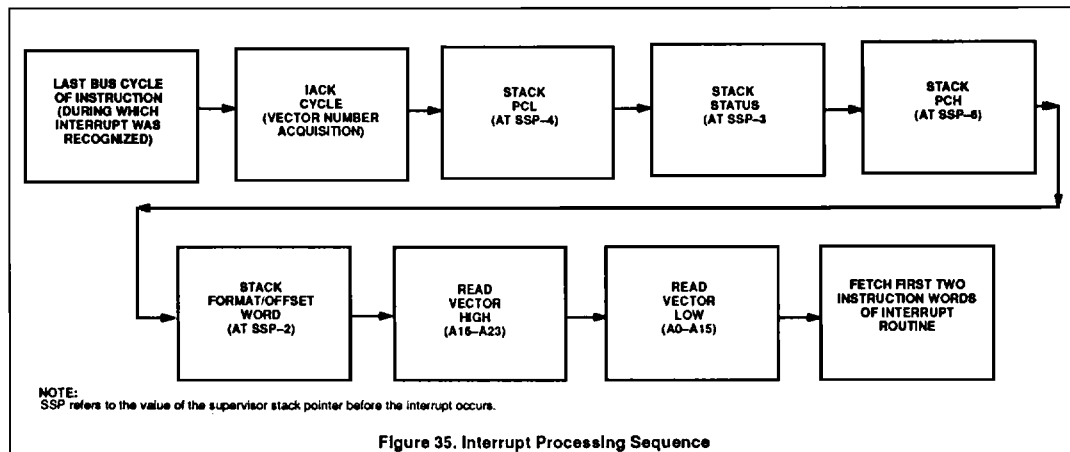 LAST BUS CYCLE
OF INSTRUCTION
(DURING WHICH
INTERRUPT WAS
RECOGNIZED)
IACK
CYCLE
(VECTOR NUMBER
ACQUISITION)
STACK
PCL
(AT SSP–4)
STACK
STATUS
(AT SSP–3
STACK
PCH
(AT SSP–6)
STACK
FORMAT/OFFSET
WORD
(AT SSP–2)
READ
VECTOR
HIGH
(A16–A23)
READ
VECTOR
LOW
(A0–A15)
FETCH FIRST TWO
INSTRUCTION WORDS
OF INTERRUPT
ROUTINE
NOTE:
SSP refers to the value of the supervisor stack pointer before the interrupt occurs.
Figure 35. Interrupt Processing Sequence